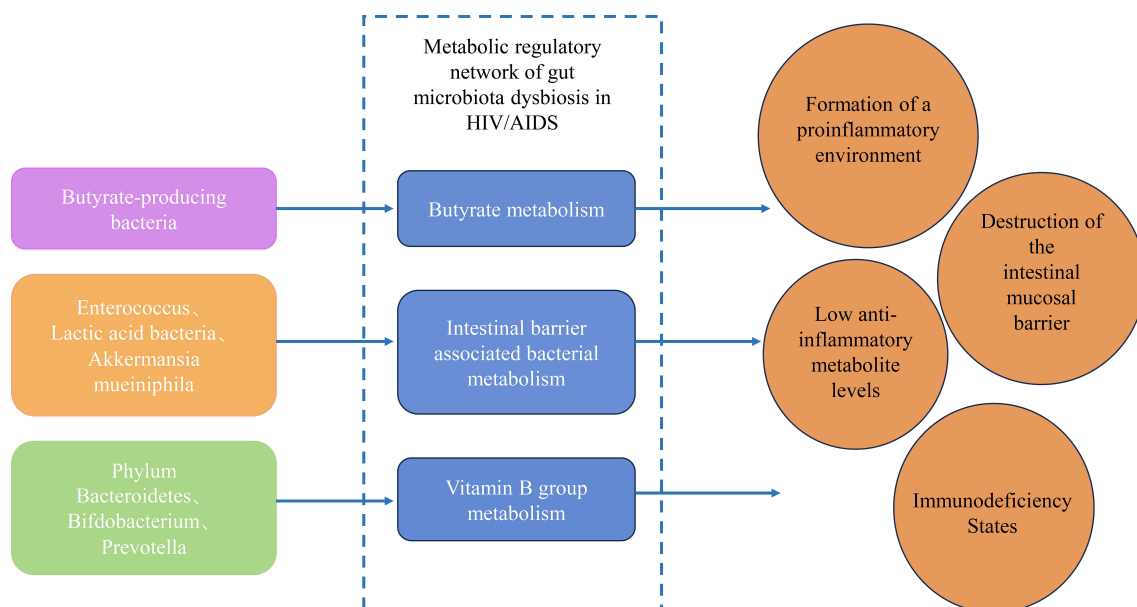 Metabolic regulatory
network of gut
microbiota dysbiosis in
HIV/AIDS
Butyrate-producing
bacteria
Enterococcus、
Lactic acid bacteria、
Akkermansia
mueiniphila
Phylum
Bacteroidetes、
Bifdobacterium、
Prevotella
Butyrate metabolism
Intestinal barrier
associated bacterial
metabolism
Vitamin B group
metabolism
Formation of a
proinflammatory
environment
Destruction of
the
intestinal
mucosal
barrier
Low anti-
inflammatory
metabolite
levels
Immunodeficiency
States